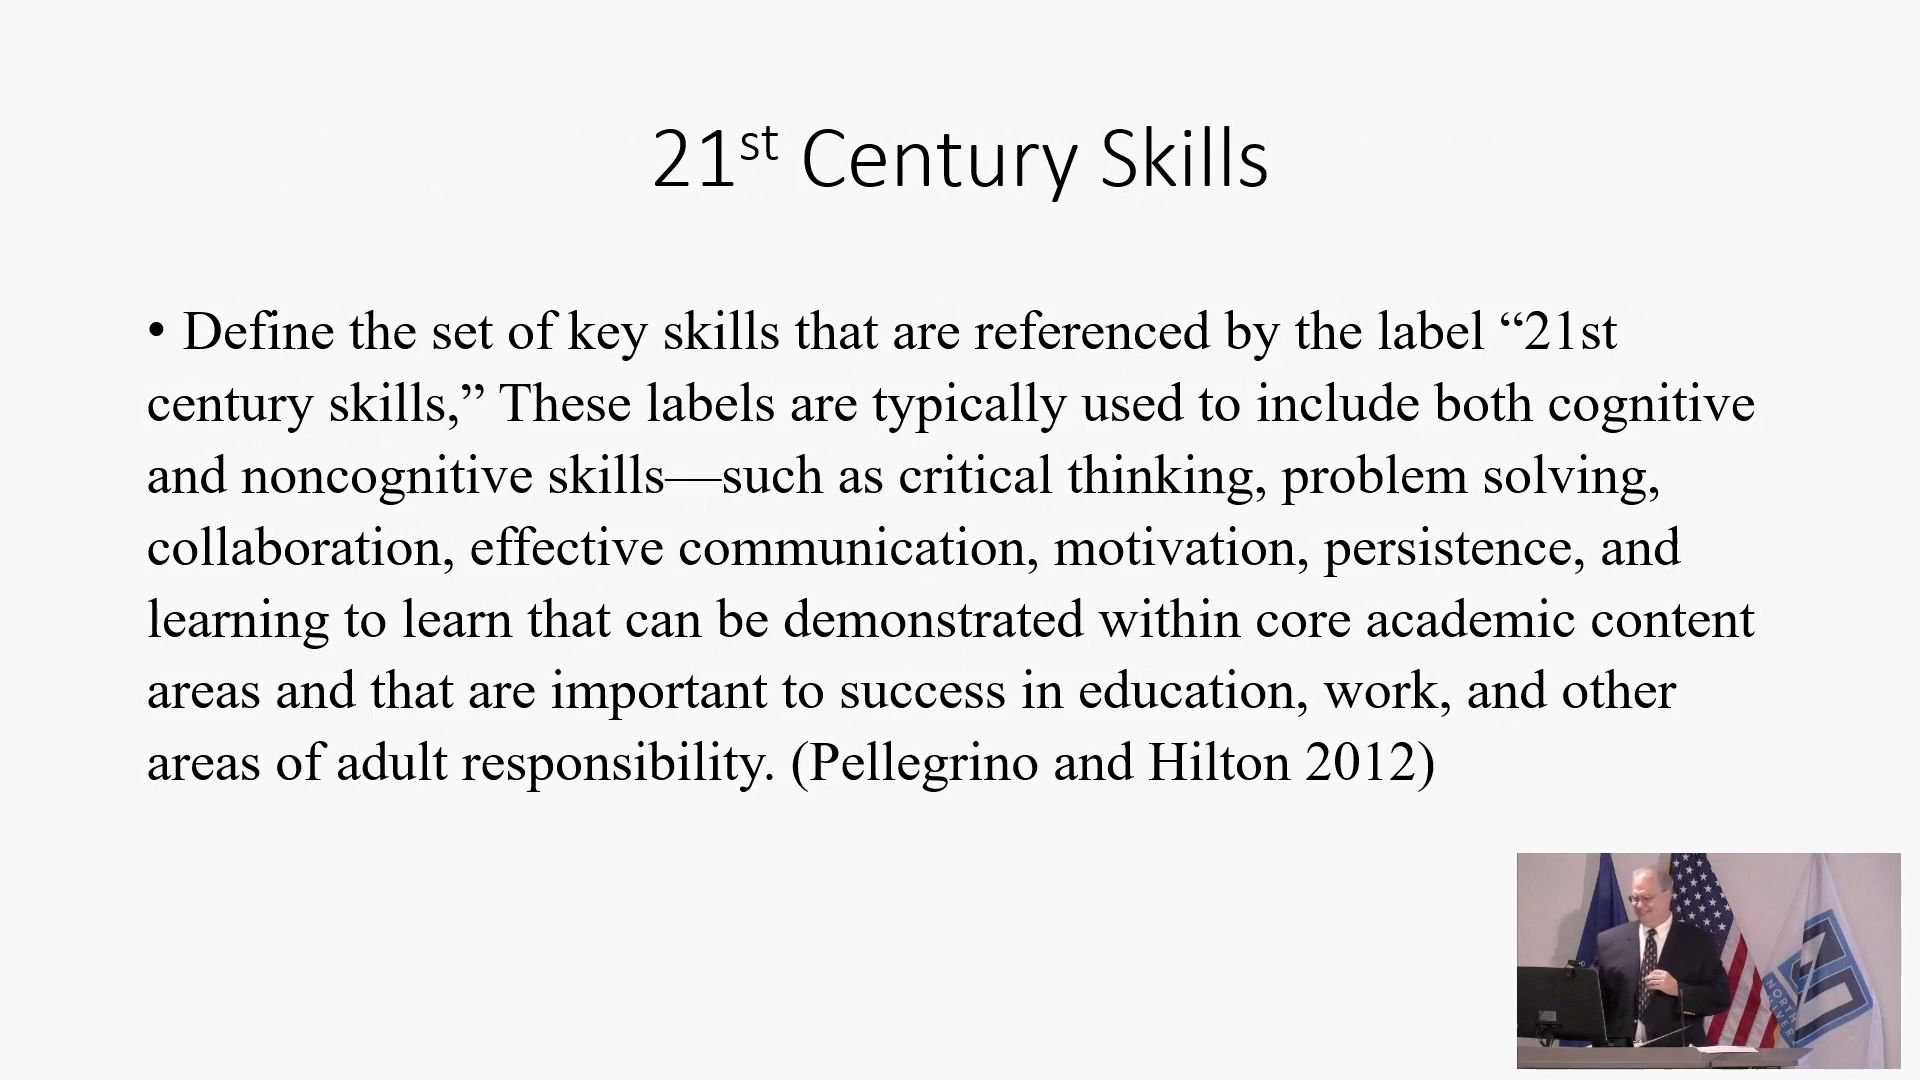 21st Century Skills
• Define the set of key skills that are referenced by the label “21st
century skills,” These labels are typically used to include both cognitive
and noncognitive skills—such as critical thinking, problem solving,
collaboration, effective communication, motivation, persistence, and
learning to learn that can be demonstrated within core academic content
areas and that are important to success in education, work, and other
areas of adult responsibility. (Pellegrino and Hilton 2012)